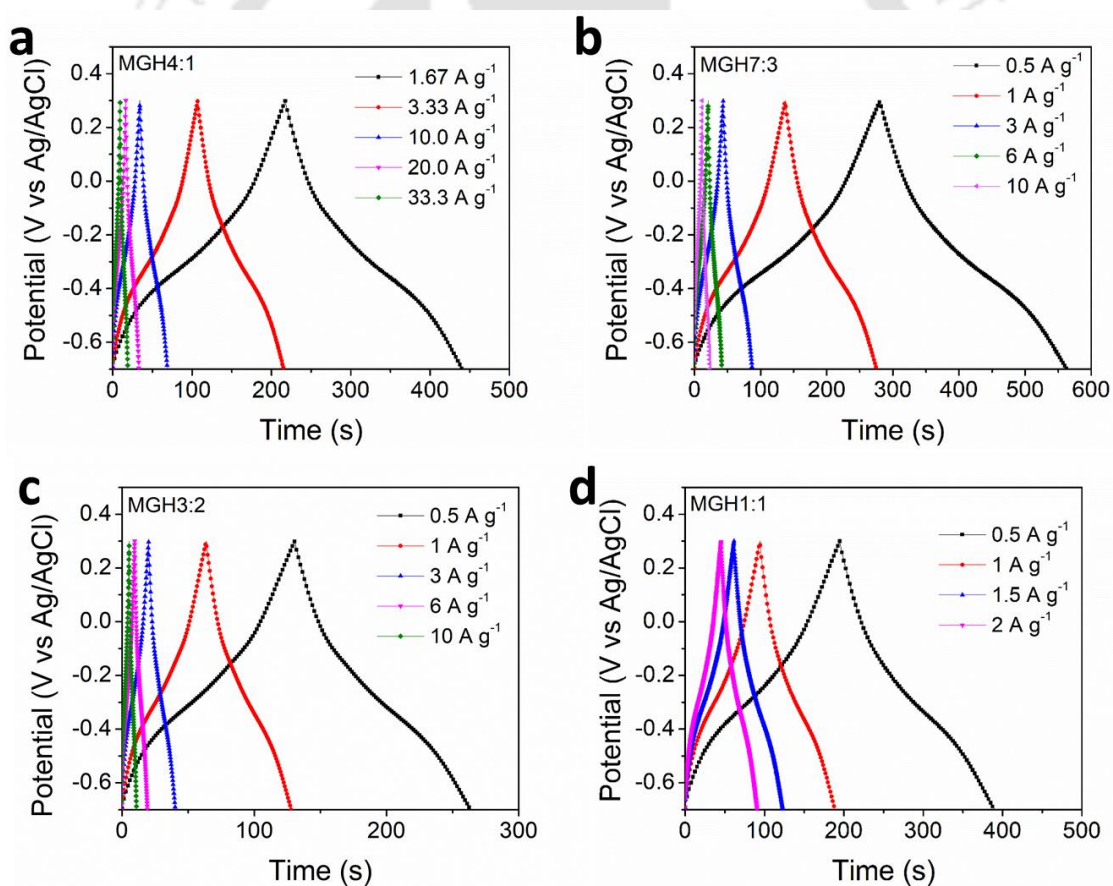 a
MGH4:1
1.67 A g⁻¹
3.33 A g⁻¹
10.0 A g⁻¹
20.0 A g⁻¹
33.3 A g⁻¹
0.4
0.2
0.0
-0.2
-0.4
-0.6
Potential (V vs Ag/AgCl)
0 100 200 300 400 500
Time (s)
b
MGH7:3
0.5 A g⁻¹
1 A g⁻¹
3 A g⁻¹
6 A g⁻¹
10 A g⁻¹
0.4
0.2
0.0
-0.2
-0.4
-0.6
Potential (V vs Ag/AgCl)
0 100 200 300 400 500 600
Time (s)
c
MGH3:2
0.5 A g⁻¹
1 A g⁻¹
3 A g⁻¹
6 A g⁻¹
10 A g⁻¹
0.4
0.2
0.0
-0.2
-0.4
-0.6
Potential (V vs Ag/AgCl)
0 100 200 300
Time (s)
d
MGH1:1
0.5 A g⁻¹
1 A g⁻¹
1.5 A g⁻¹
2 A g⁻¹
0.4
0.2
0.0
-0.2
-0.4
-0.6
Potential (V vs Ag/AgCl)
0 100 200 300 400 500
Time (s)